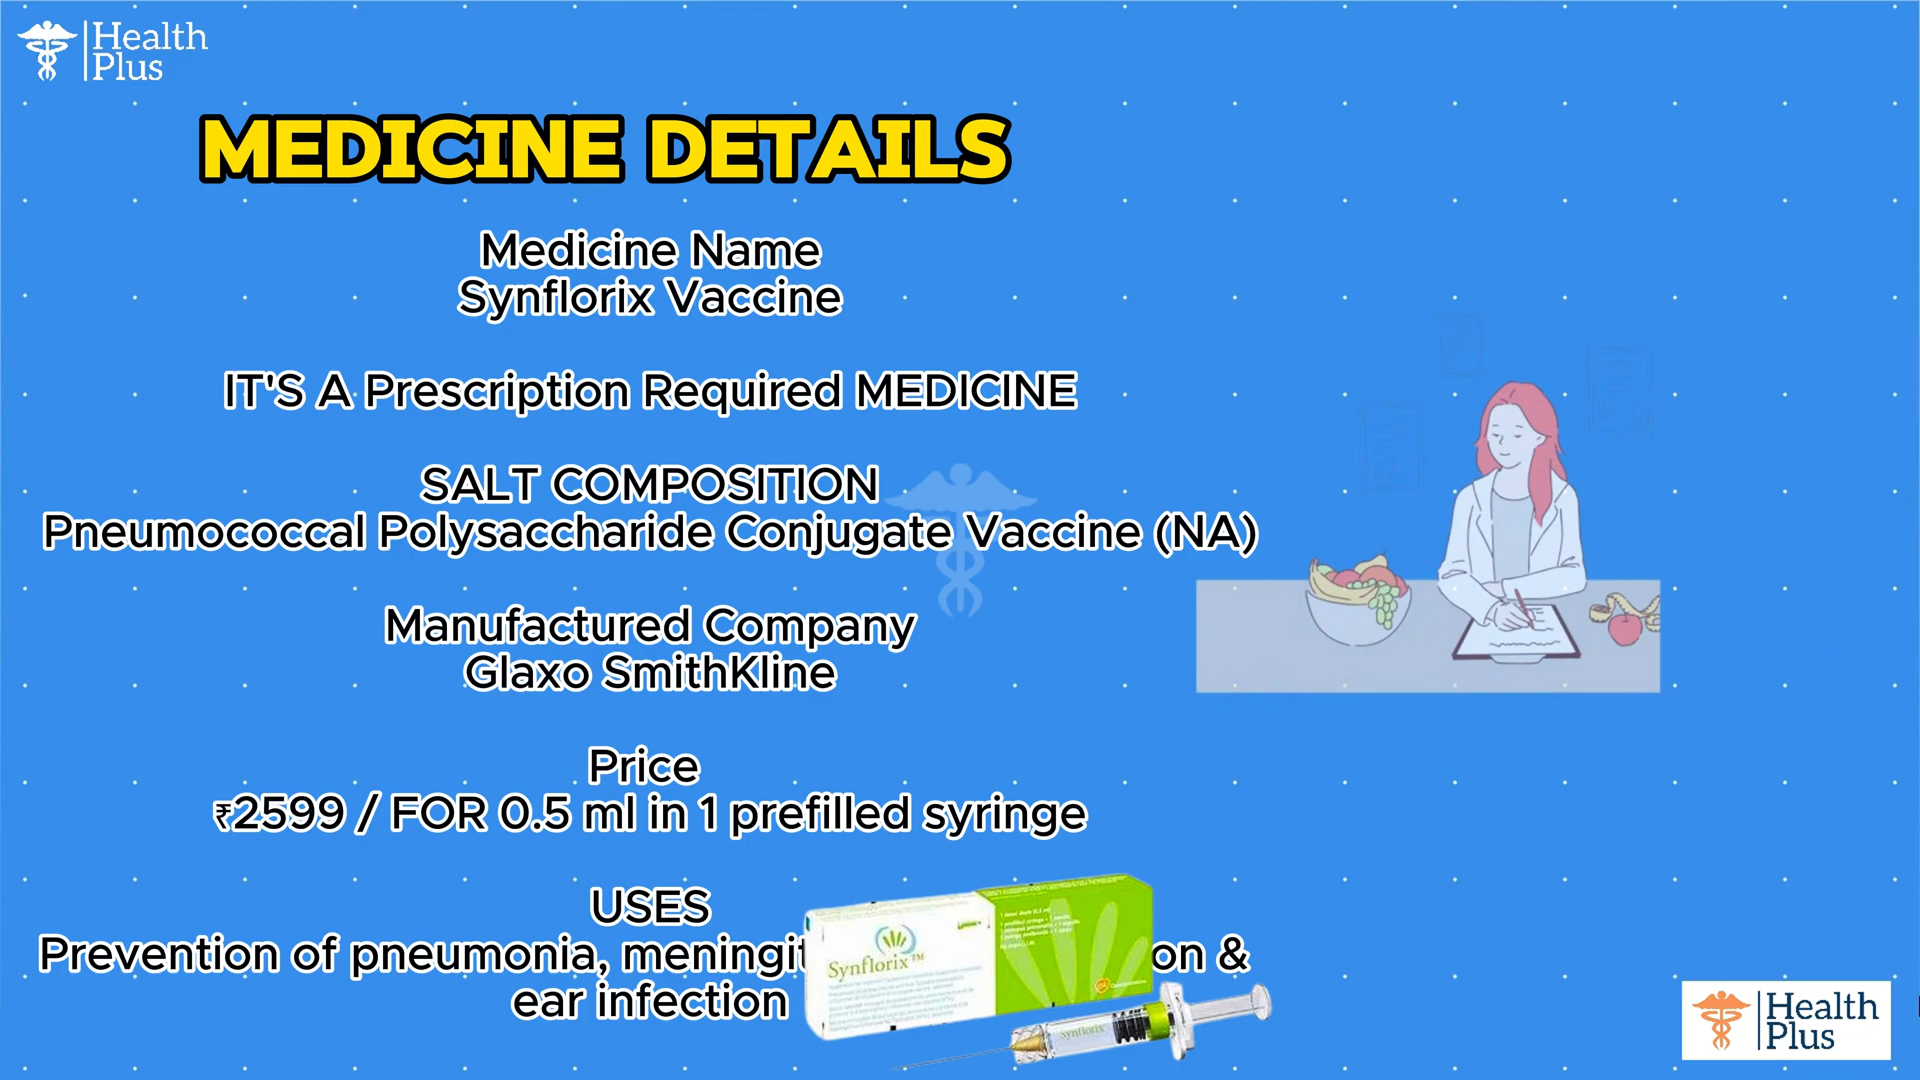 Health
Plus
MEDICINE DETAILS
Medicine Name
Synflorix Vaccine
IT'S A Prescription Required MEDICINE
SALT COMPOSITION
Pneumococcal Polysaccharide Conjugate Vaccine (NA)
Manufactured Company
Glaxo SmithKline
Price
₹2599 / FOR 0.5 ml in 1 prefilled syringe
USES
Prevention of pneumonia, on &
ear infection
Synflorix™
synflorix
Health
Plus